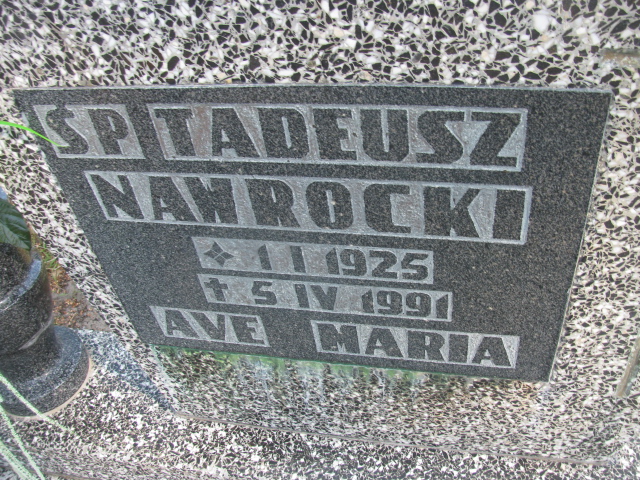 ŚP TADEUSZ
NAWROCKI
1 I 1925
✝ 5 IV 1991
AVE MARIA